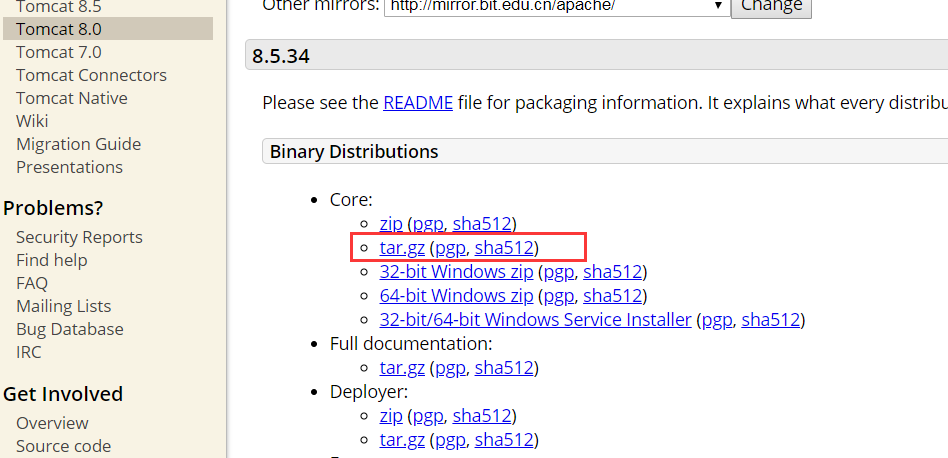 Tomcat 8.5
Tomcat 8.0
Tomcat 7.0
Tomcat Connectors
Tomcat Native
Wiki
Migration Guide
Presentations
Problems?
Security Reports
Find help
FAQ
Mailing Lists
Bug Database
IRC
Get Involved
Overview
Source code
Other mirrors: http://mirror.bit.edu.cn/apache/ Change
8.5.34
Please see the README file for packaging information. It explains what every distribu
Binary Distributions
• Core:
○ zip (pgp, sha512)
○ tar.gz (pgp, sha512)
○ 32-bit Windows zip (pgp, sha512)
○ 64-bit Windows zip (pgp, sha512)
○ 32-bit/64-bit Windows Service Installer (pgp, sha512)
• Full documentation:
○ tar.gz (pgp, sha512)
• Deployer:
○ zip (pgp, sha512)
○ tar.gz (pgp, sha512)